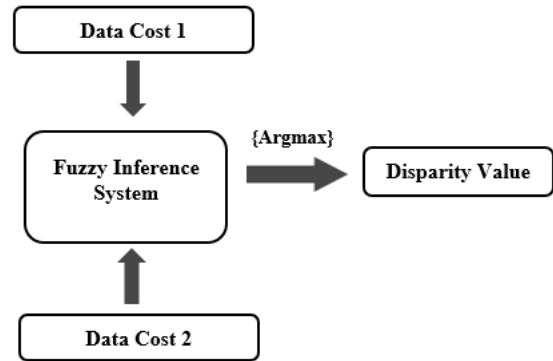 Data Cost 1
{Argmax}
Fuzzy Inference
System
Disparity Value
Data Cost 2